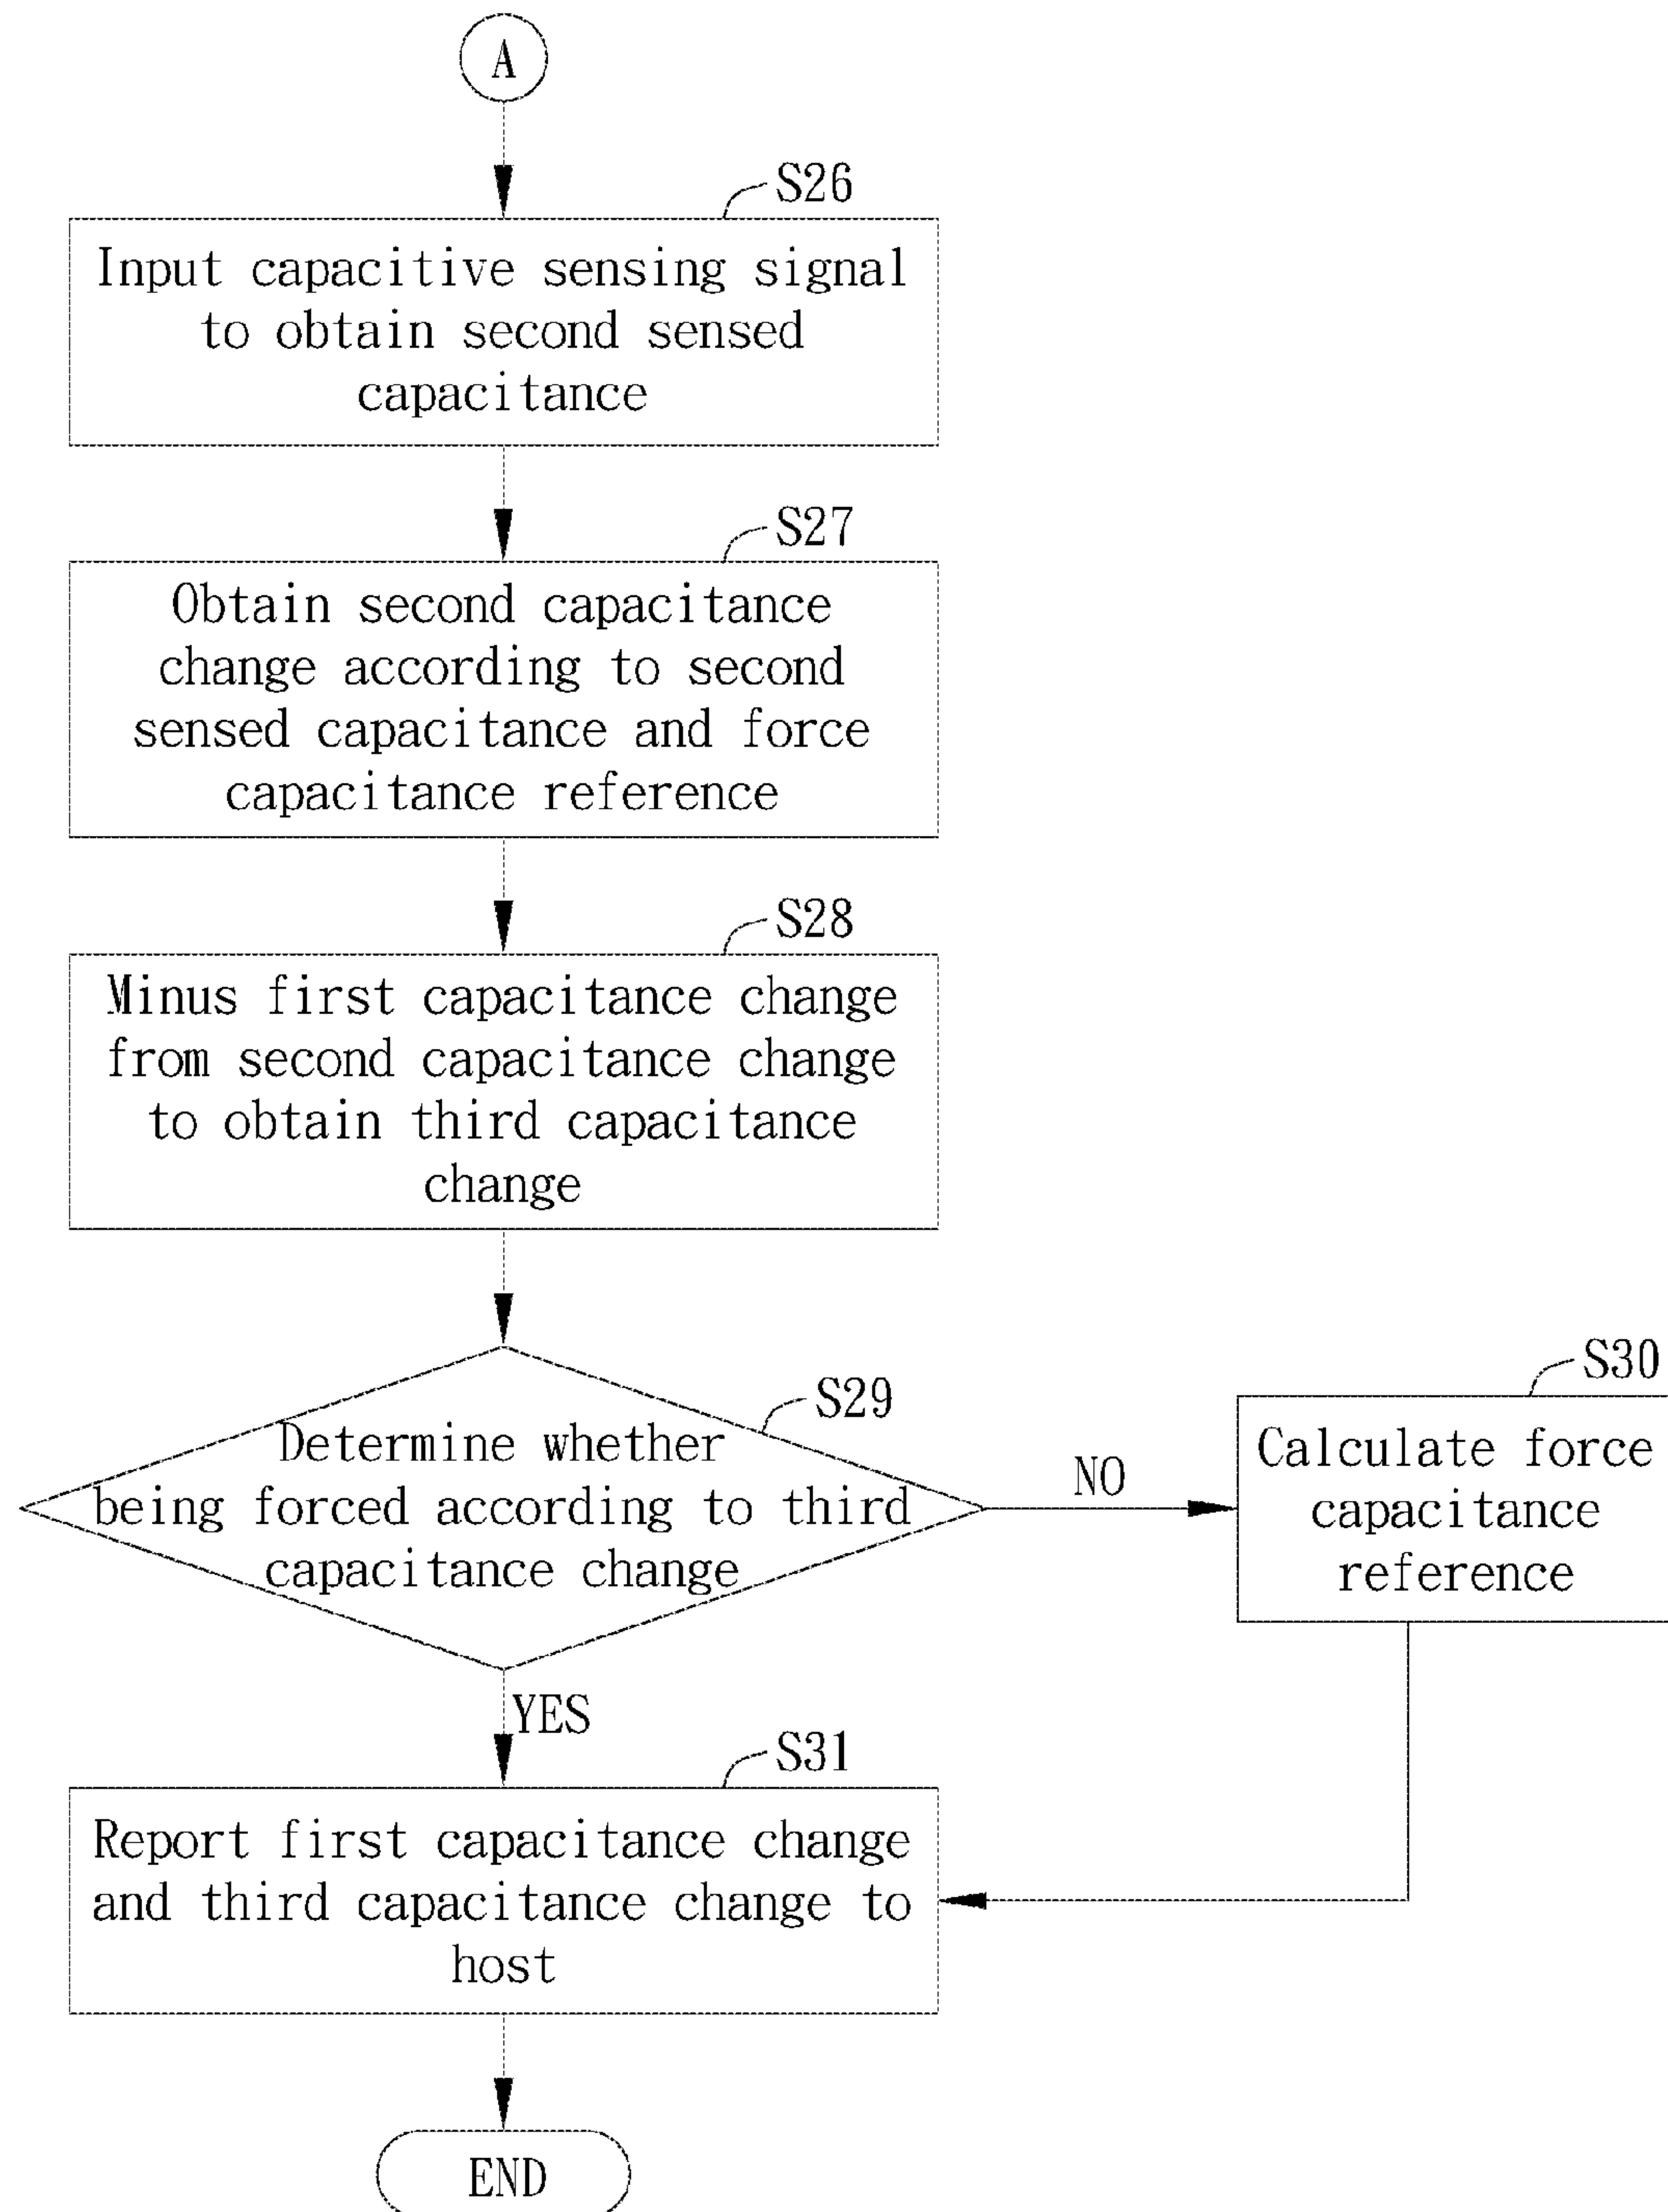 A
S26
Input capacitive sensing signal
to obtain second sensed
capacitance
S27
Obtain second capacitance
change according to second
sensed capacitance and force
capacitance reference
S28
Minus first capacitance change
from second capacitance change
to obtain third capacitance
change
S29
Determine whether
being forced according to third
capacitance change
NO
S30
Calculate force
capacitance
reference
YES
S31
Report first capacitance change
and third capacitance change to
host
END